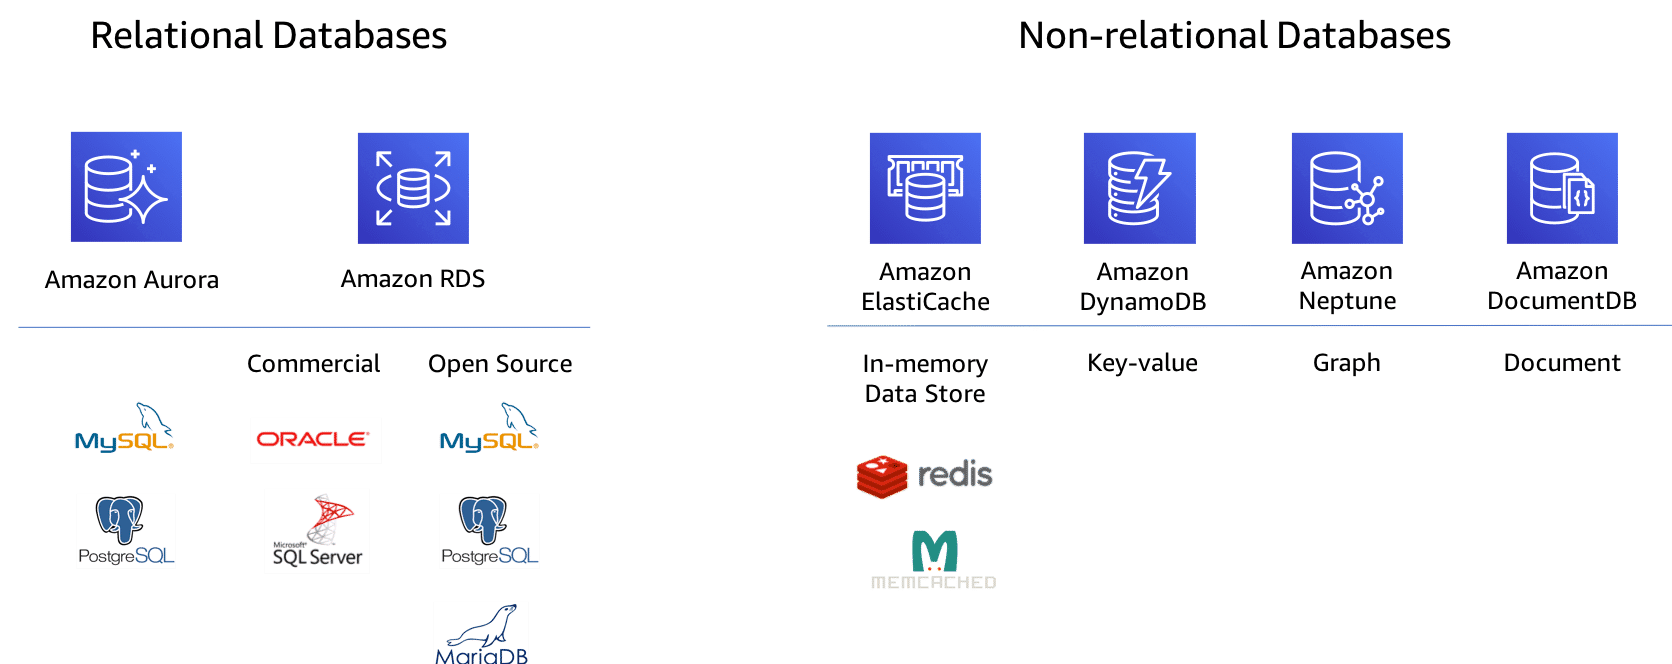 Relational Databases
Amazon Aurora
Amazon RDS
Commercial
Open Source
MySQL®
ORACLE®
MySQL®
PostgreSQL
Microsoft®
SQL Server
PostgreSQL
MariaDB
Non-relational Databases
Amazon
ElastiCache
Amazon
DynamoDB
Amazon
Neptune
Amazon
DocumentDB
In-memory
Data Store
Key-value
Graph
Document
redis
MEMCACHED